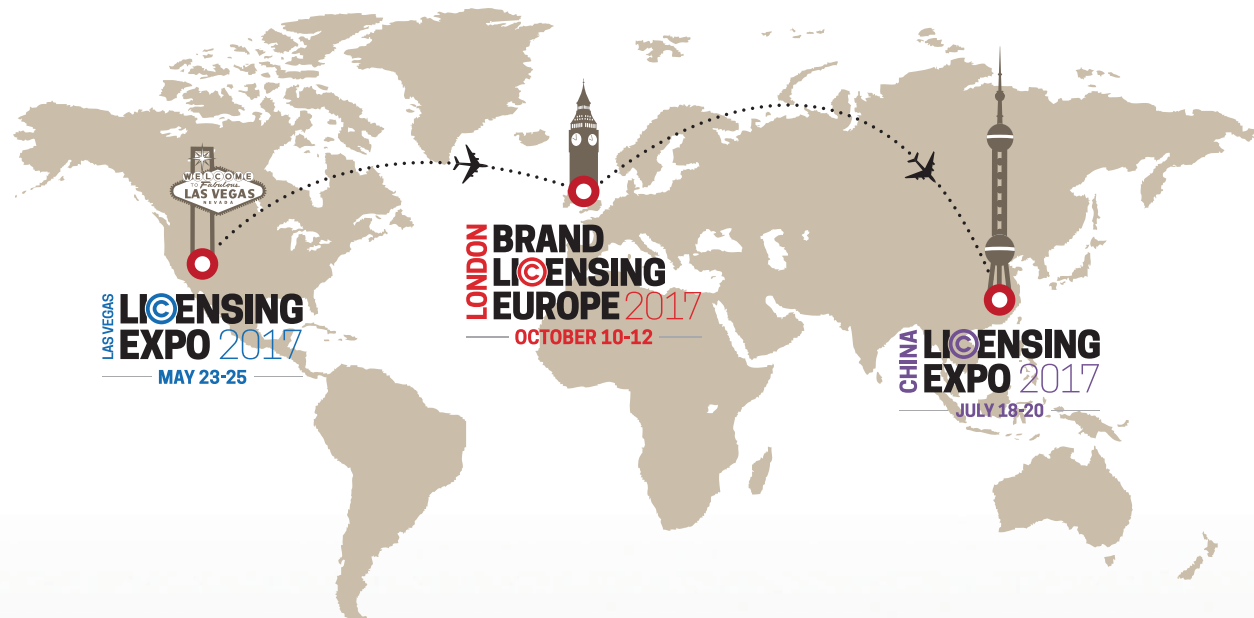 WELCOME
TO Fabulous
LAS VEGAS
NEVADA
LAS VEGAS
LICENSING
EXPO 2017
MAY 23-25
LONDON
BRAND
LICENSING
EUROPE 2017
OCTOBER 10-12
CHINA
LICENSING
EXPO 2017
JULY 18-20